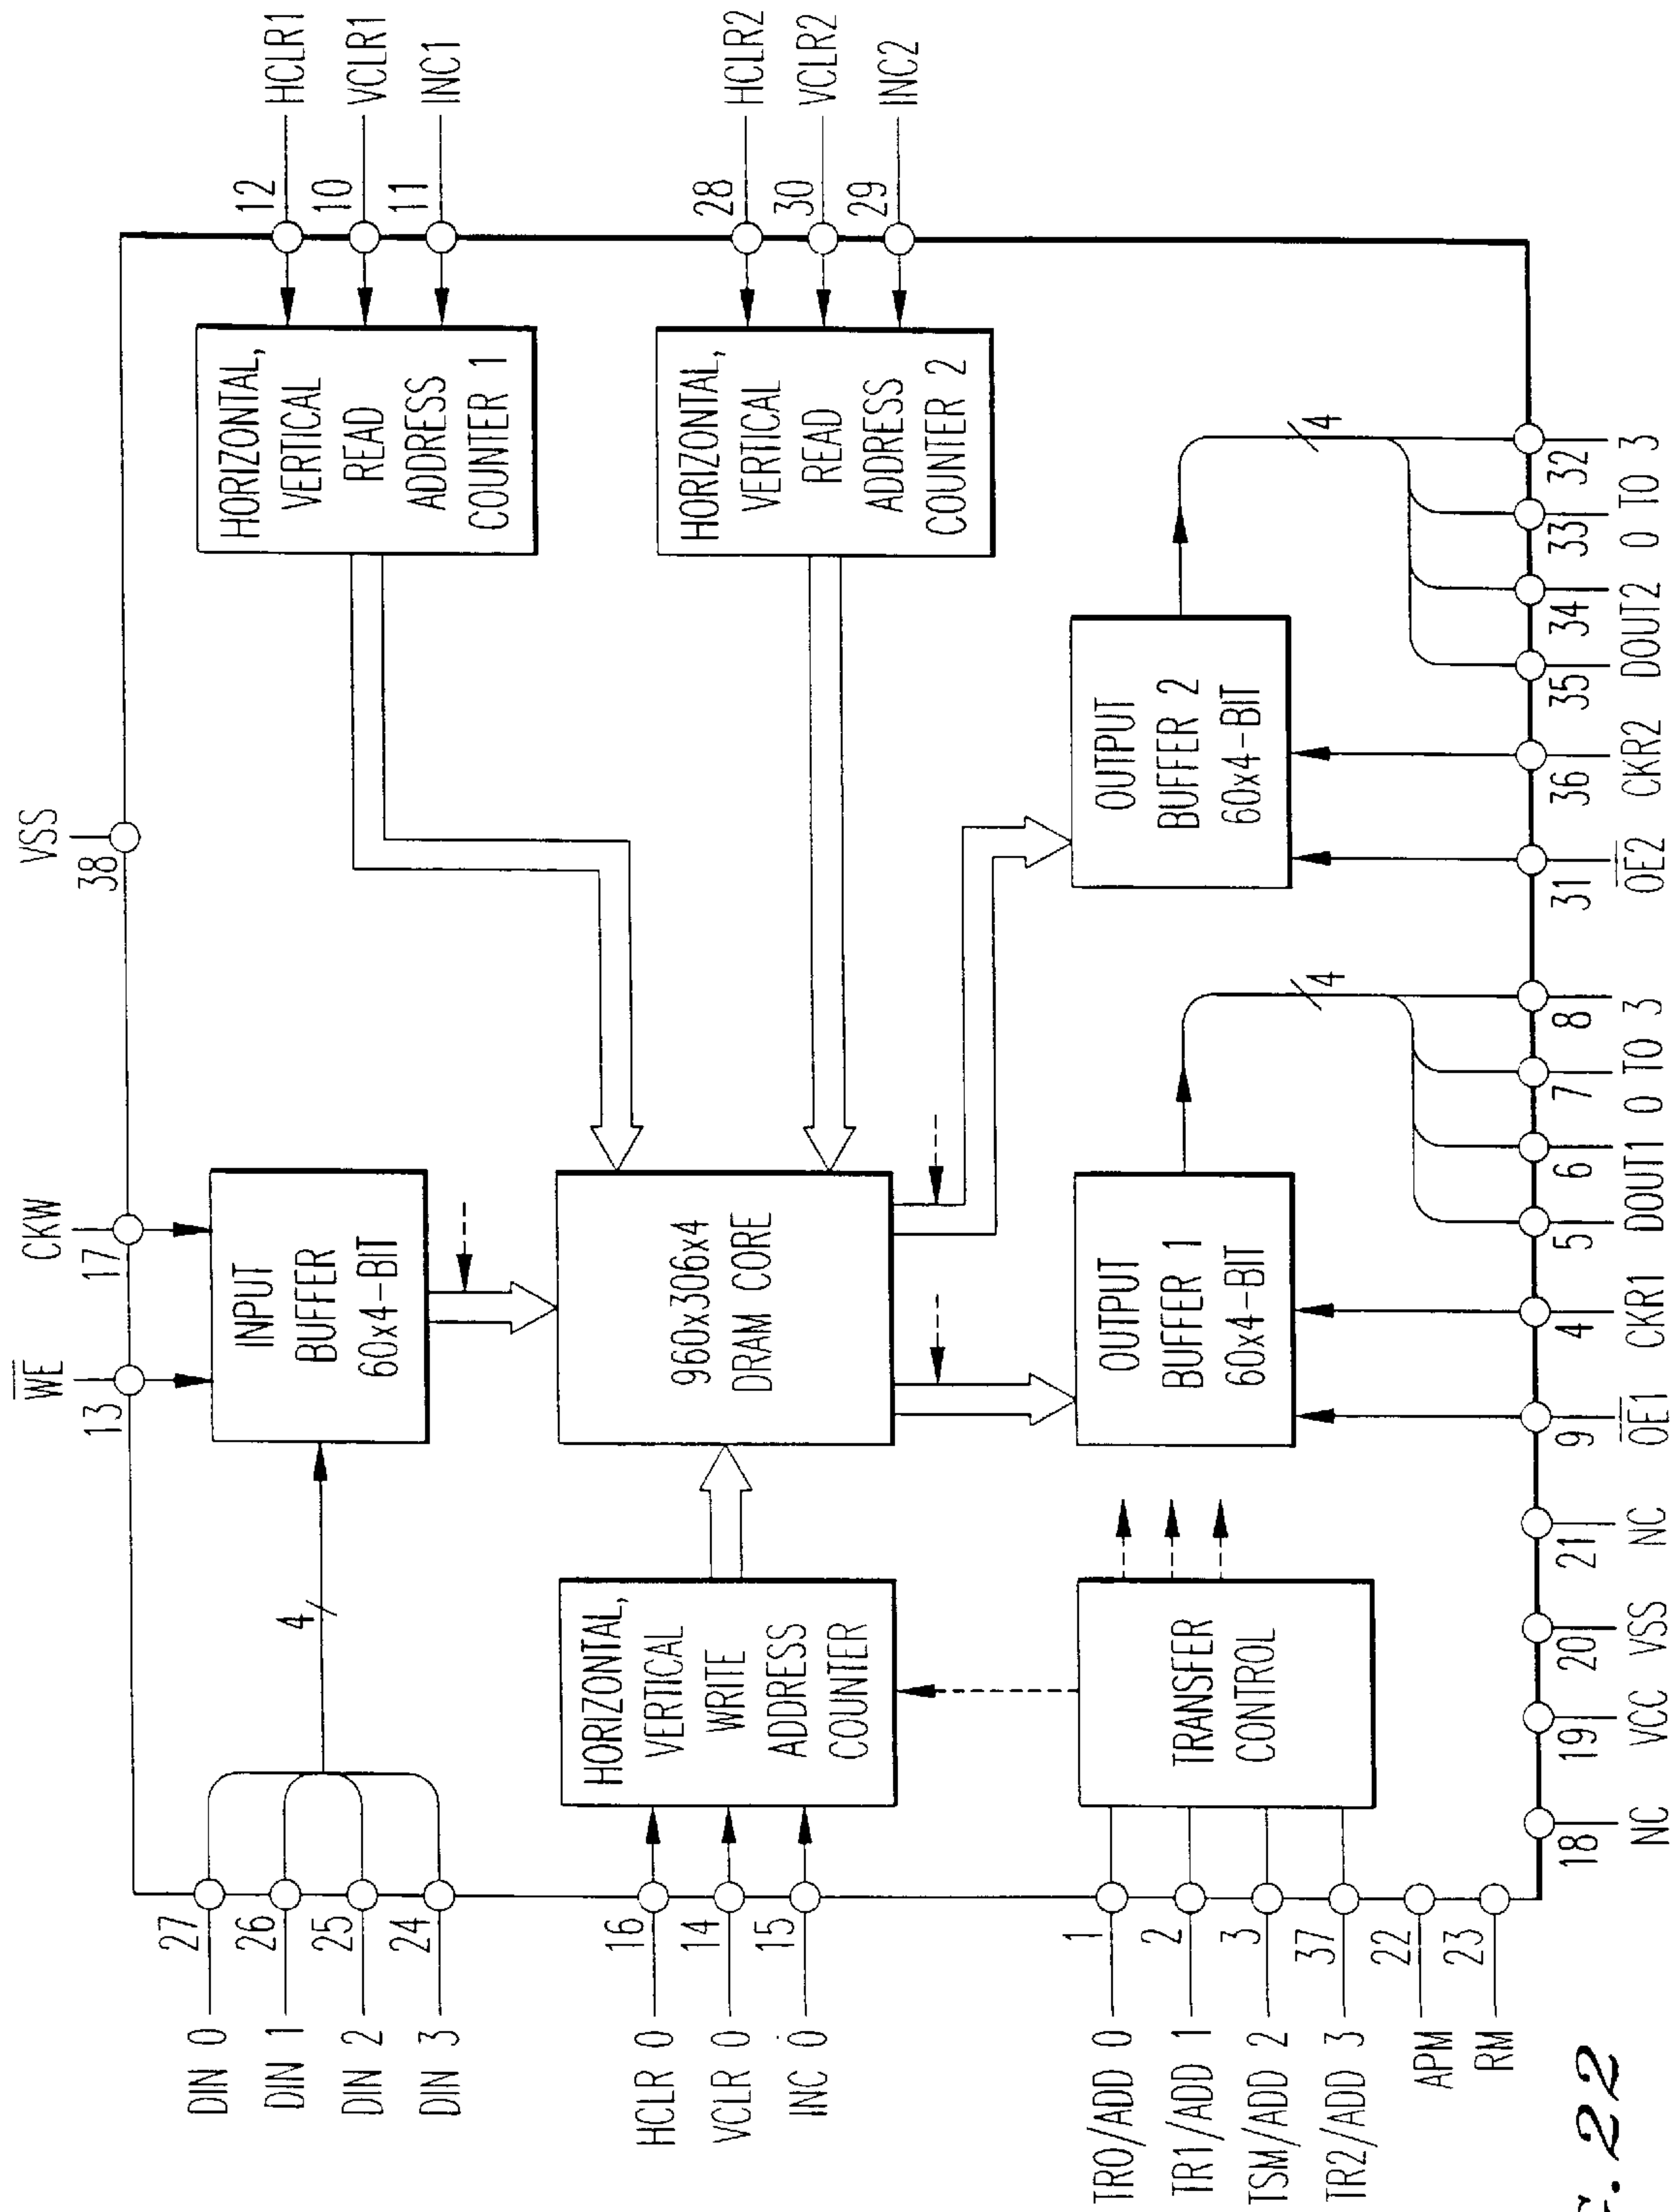 VSS
38
CKW
17
WE
13
HCLR1
12
VCLR1
10
INC1
11
HCLR2
28
VCLR2
30
INC2
29
HORIZONTAL,
VERTICAL
READ
ADDRESS
COUNTER 1
HORIZONTAL,
VERTICAL
READ
ADDRESS
COUNTER 2
INPUT
BUFFER
60x4-BIT
960x306x4
DRAM CORE
OUTPUT
BUFFER 2
60x4-BIT
OUTPUT
BUFFER 1
60x4-BIT
HORIZONTAL,
VERTICAL
WRITE
ADDRESS
COUNTER
TRANSFER
CONTROL
4
4
4
27
DIN 0
26
DIN 1
25
DIN 2
24
DIN 3
16
HCLR 0
14
VCLR 0
15
INC 0
1
TR0/ADD 0
2
TR1/ADD 1
3
TSM/ADD 2
37
TR2/ADD 3
22
APM
23
RM
18
NC
19
VCC
20
VSS
21
NC
9
OE1
4
CKR1
5 6 7 8
DOUT1 0 TO 3
31
OE2
36
CKR2
35 34 33 32
DOUT2 0 TO 3
22